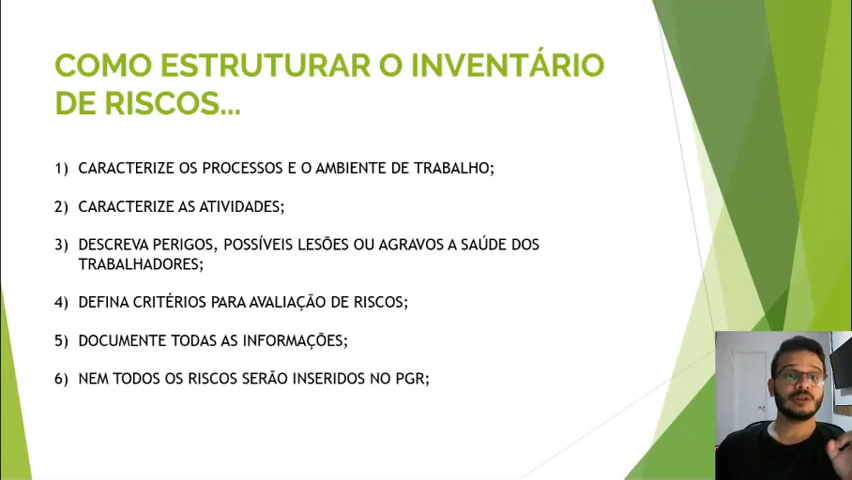 COMO ESTRUTURAR O INVENTÁRIO
DE RISCOS...
1) CARACTERIZE OS PROCESSOS E O AMBIENTE DE TRABALHO;
2) CARACTERIZE AS ATIVIDADES;
3) DESCREVA PERIGOS, POSSÍVEIS LESÕES OU AGRAVOS A SAÚDE DOS
TRABALHADORES;
4) DEFINA CRITÉRIOS PARA AVALIAÇÃO DE RISCOS;
5) DOCUMENTE TODAS AS INFORMAÇÕES;
6) NEM TODOS OS RISCOS SERÃO INSERIDOS NO PGR;